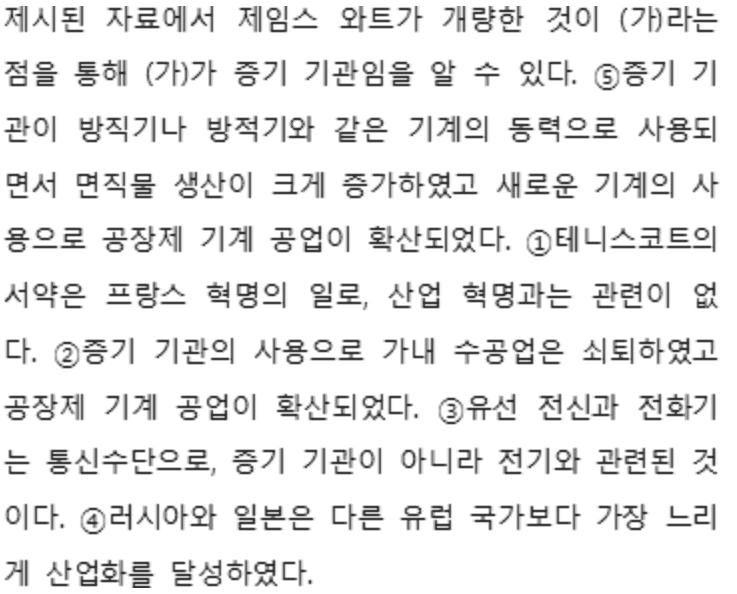 제시된 자료에서 제임스 와트가 개량한 것이 (가)라는
점을 통해 (가)가 증기 기관임을 알 수 있다. ⑤증기 기
관이 방직기나 방적기와 같은 기계의 동력으로 사용되
면서 면직물 생산이 크게 증가하였고 새로운 기계의 사
용으로 공장제 기계 공업이 확산되었다. ①테니스코트의
서약은 프랑스 혁명의 일로, 산업 혁명과는 관련이 없
다. ②증기 기관의 사용으로 가내 수공업은 쇠퇴하였고
공장제 기계 공업이 확산되었다. ③유선 전신과 전화기
는 통신수단으로, 증기 기관이 아니라 전기와 관련된 것
이다. ④러시아와 일본은 다른 유럽 국가보다 가장 느리
게 산업화를 달성하였다.